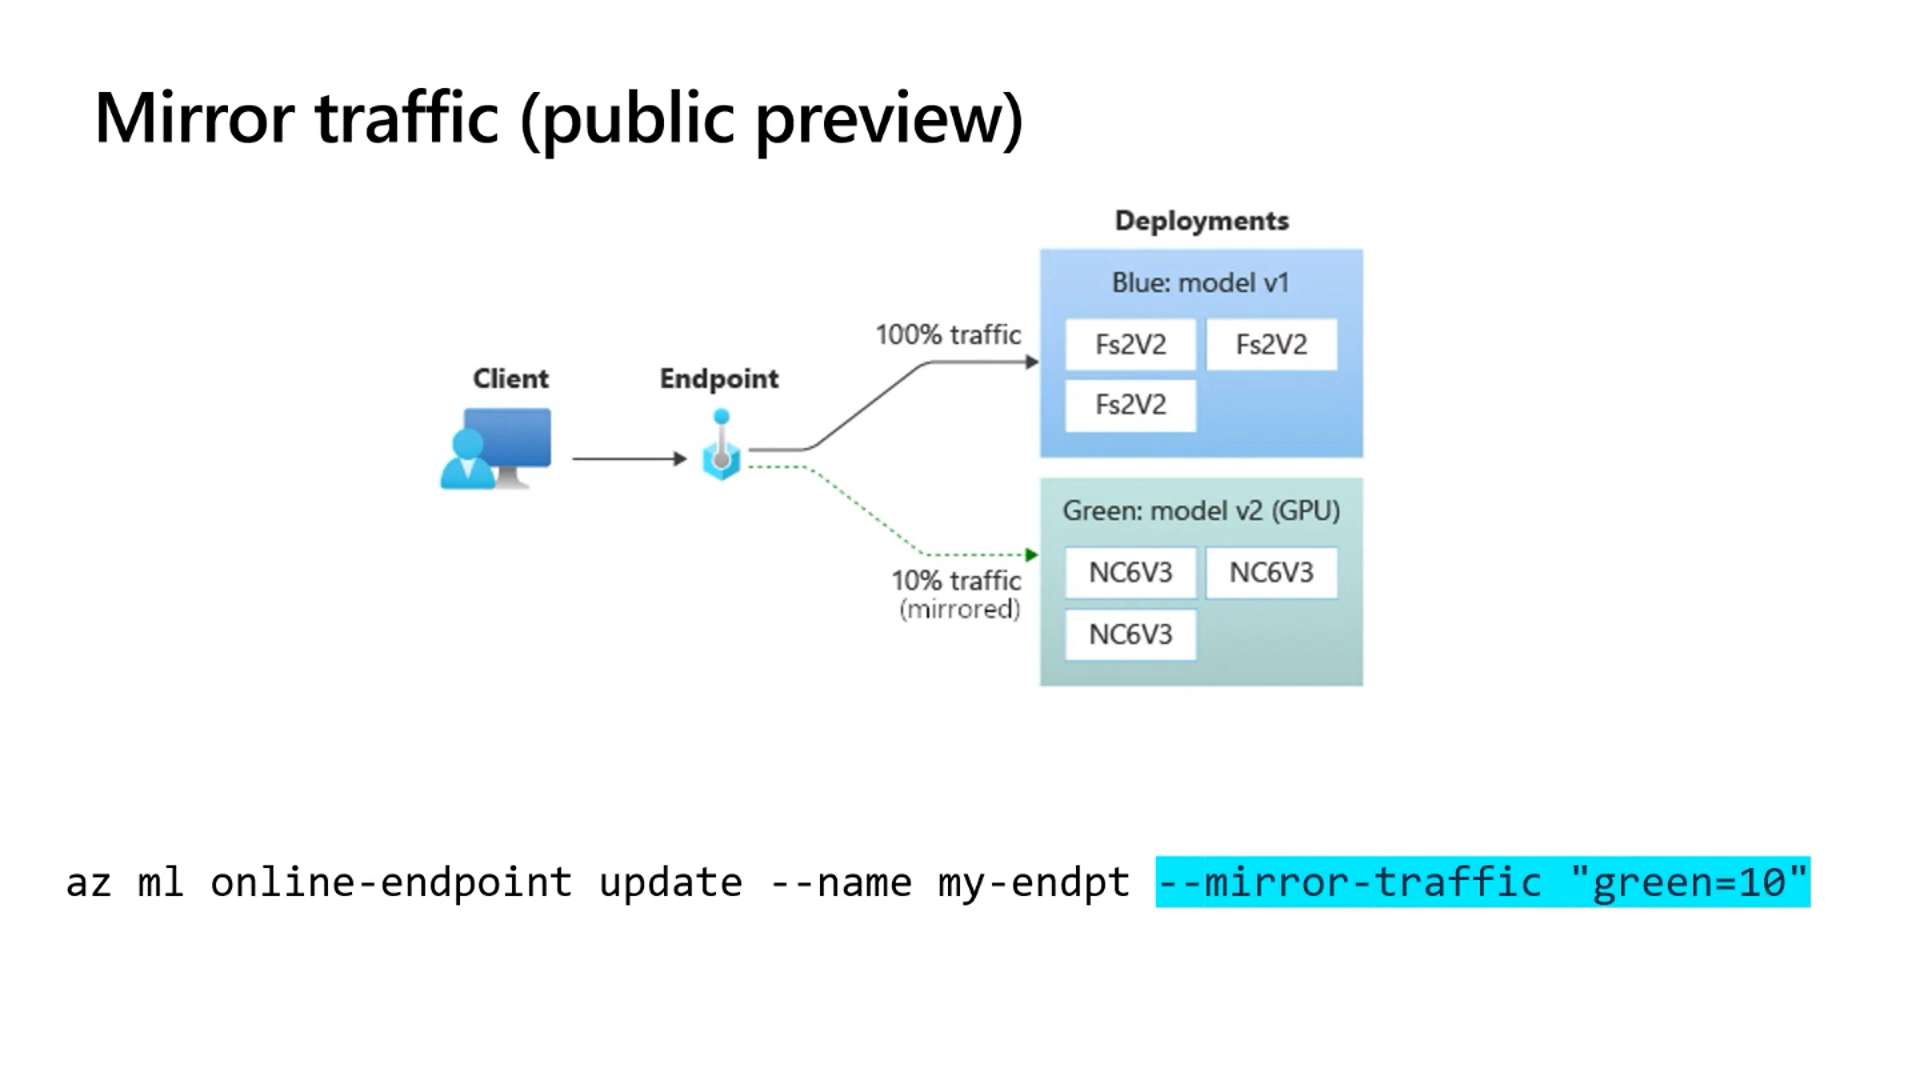 Mirror traffic (public preview)
Deployments
Blue: model v1
100% traffic
Fs2V2 Fs2V2
Client
Endpoint
Fs2V2
Green: model v2 (GPU)
10% traffic
(mirrored)
NC6V3 NC6V3
NC6V3
az ml online-endpoint update --name my-endpt --mirror-traffic "green=10"